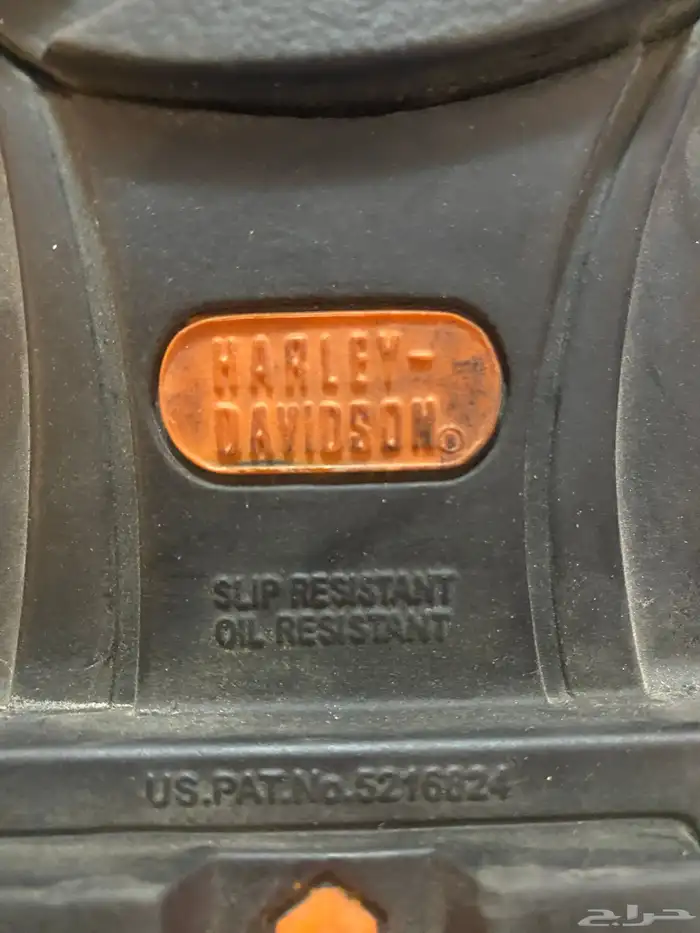 HARLEY-
DAVIDSON®
SLIP RESISTANT
OIL RESISTANT
US.PAT.No.5216824
حراج